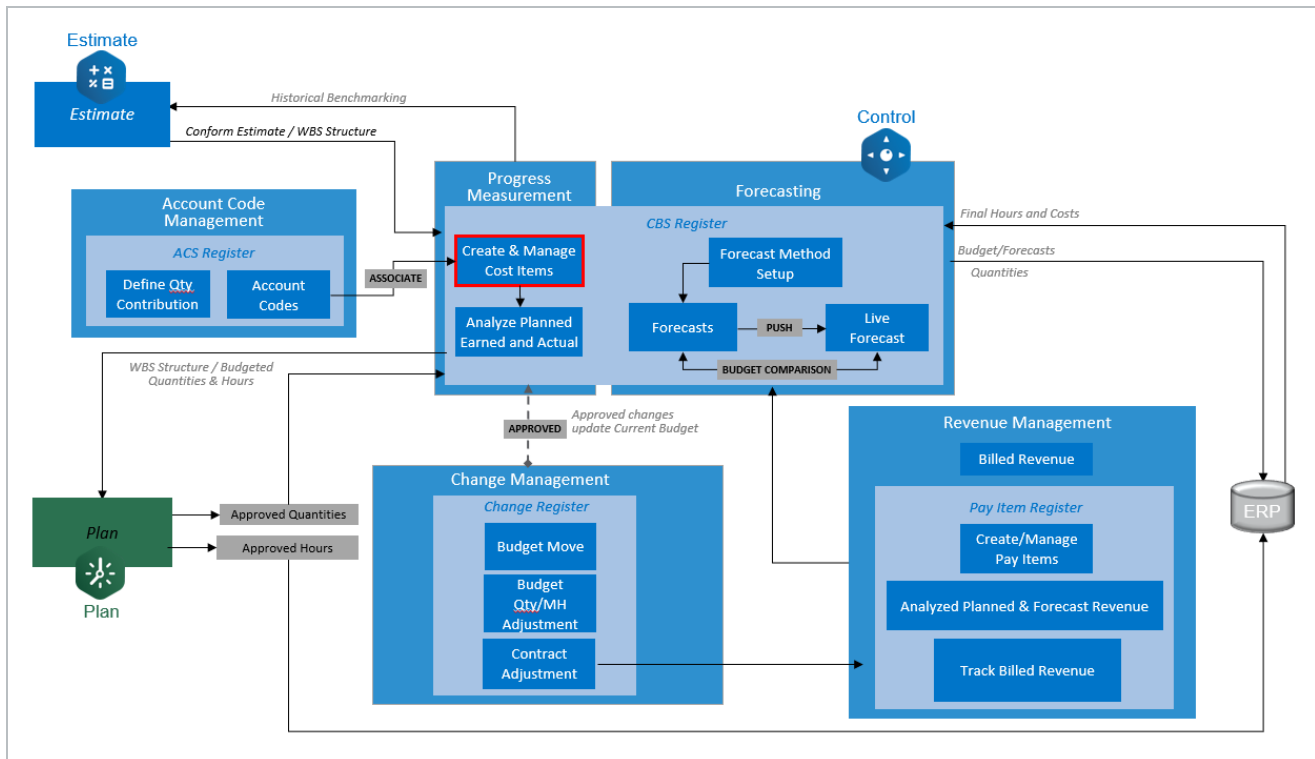 Estimate
Estimate
Historical Benchmarking
Conform Estimate / WBS Structure
Control
Account Code
Management
ACS Register
Define Qty
Contribution
Account
Codes
ASSOCIATE
Progress
Measurement
Forecasting
CBS Register
Create & Manage
Cost Items
Analyze Planned
Earned and Actual
Forecast Method
Setup
Forecasts
PUSH
Live
Forecast
BUDGET COMPARISON
Final Hours and Costs
Budget/Forecasts
Quantities
WBS Structure / Budgeted
Quantities & Hours
APPROVED
Approved changes
update Current Budget
Plan
Plan
Approved Quantities
Approved Hours
Change Management
Change Register
Budget Move
Budget
Qty/MH
Adjustment
Contract
Adjustment
Revenue Management
Billed Revenue
Pay Item Register
Create/Manage
Pay Items
Analyzed Planned & Forecast Revenue
Track Billed Revenue
ERP